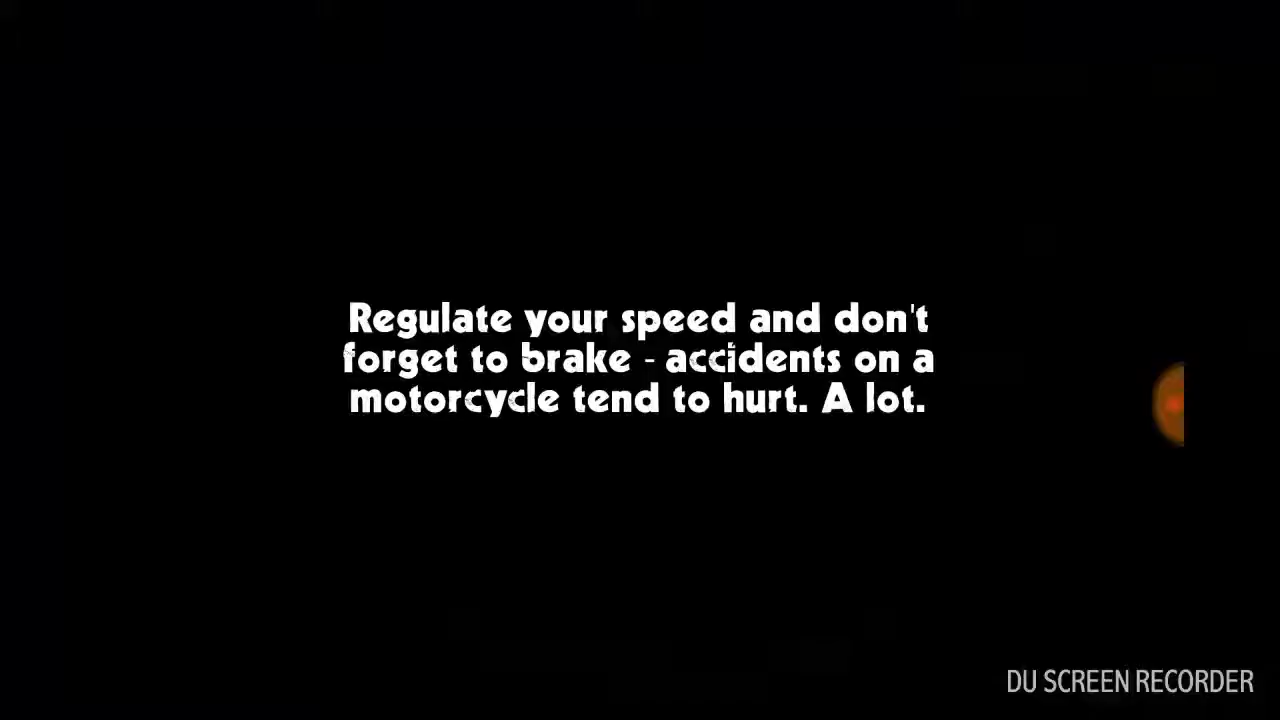 Regulate your speed and don't
forget to brake - accidents on a
motorcycle tend to hurt. A lot.
DU SCREEN RECORDER